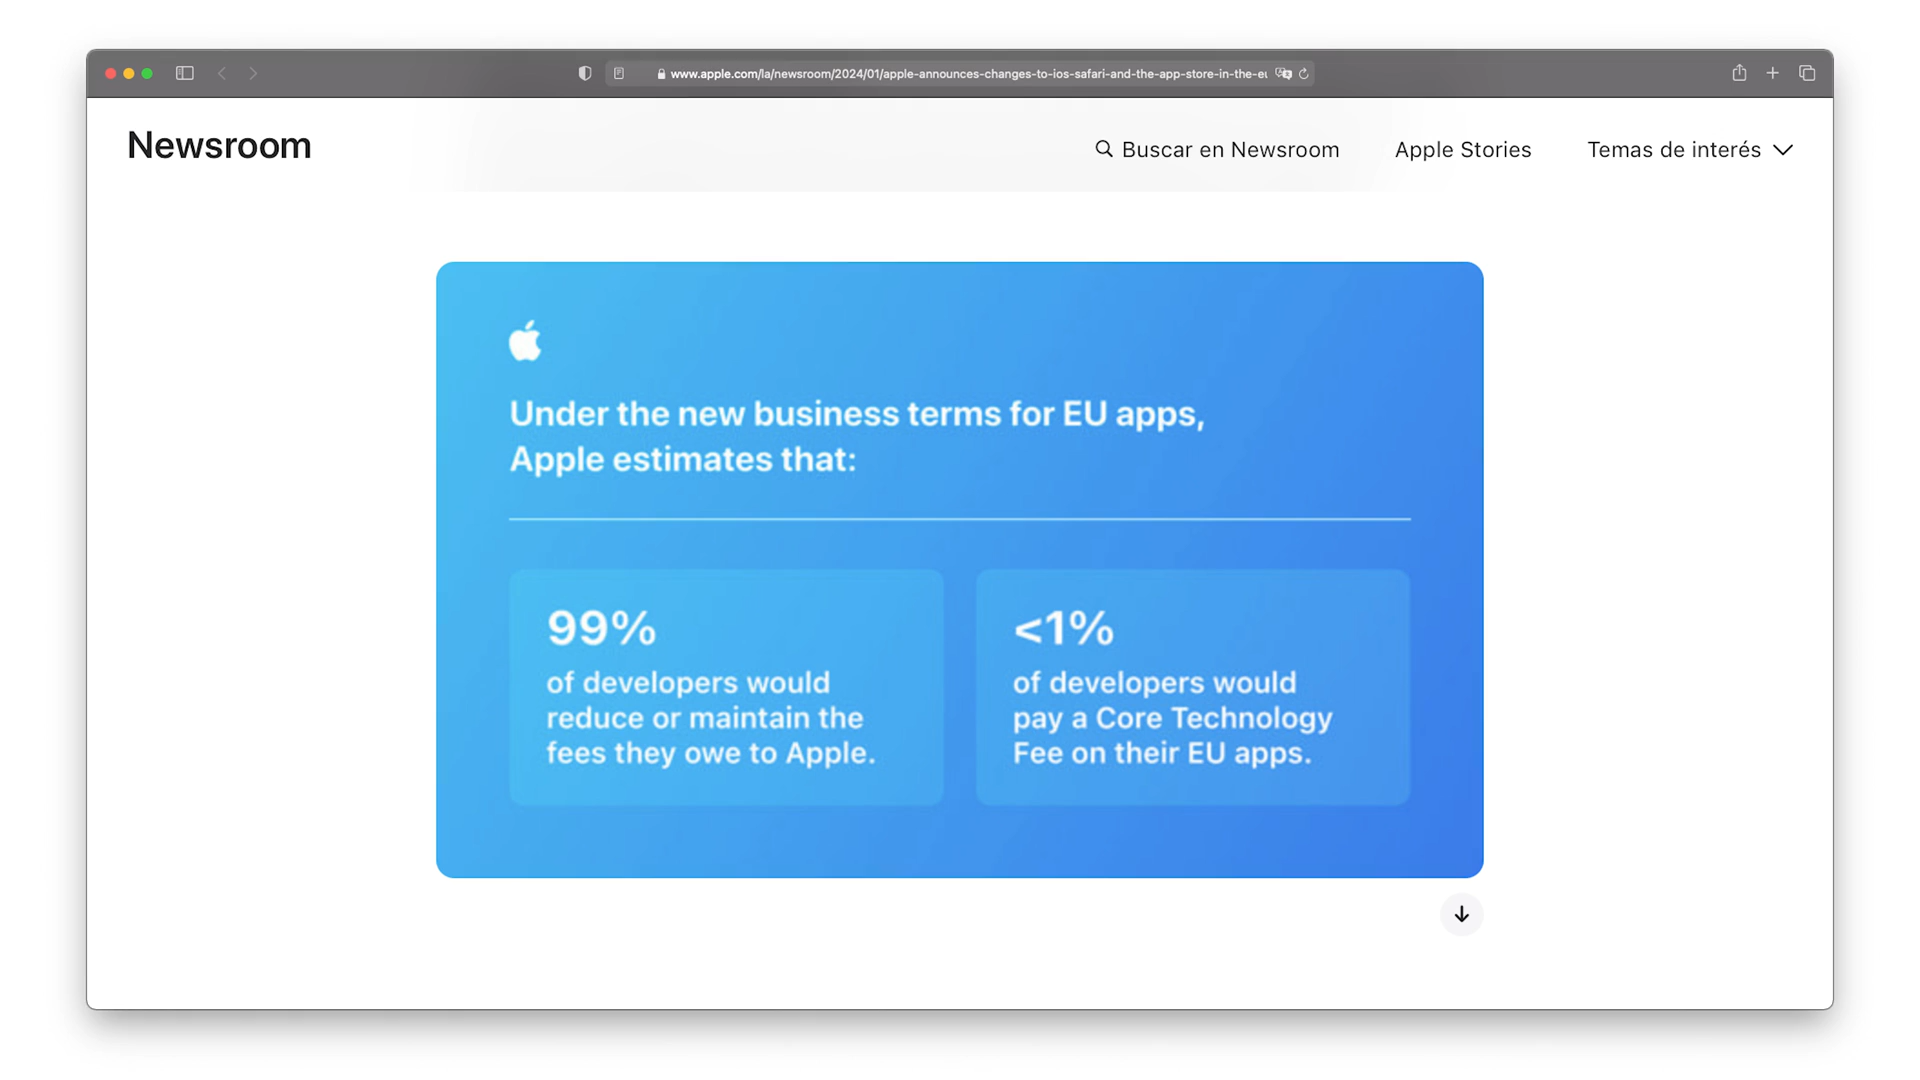 www.apple.com/la/newsroom/2024/01/apple-announces-changes-to-ios-safari-and-the-app-store-in-the-eu
Newsroom
Buscar en Newsroom
Apple Stories
Temas de interés
Under the new business terms for EU apps,
Apple estimates that:
99%
of developers would
reduce or maintain the
fees they owe to Apple.
<1%
of developers would
pay a Core Technology
Fee on their EU apps.